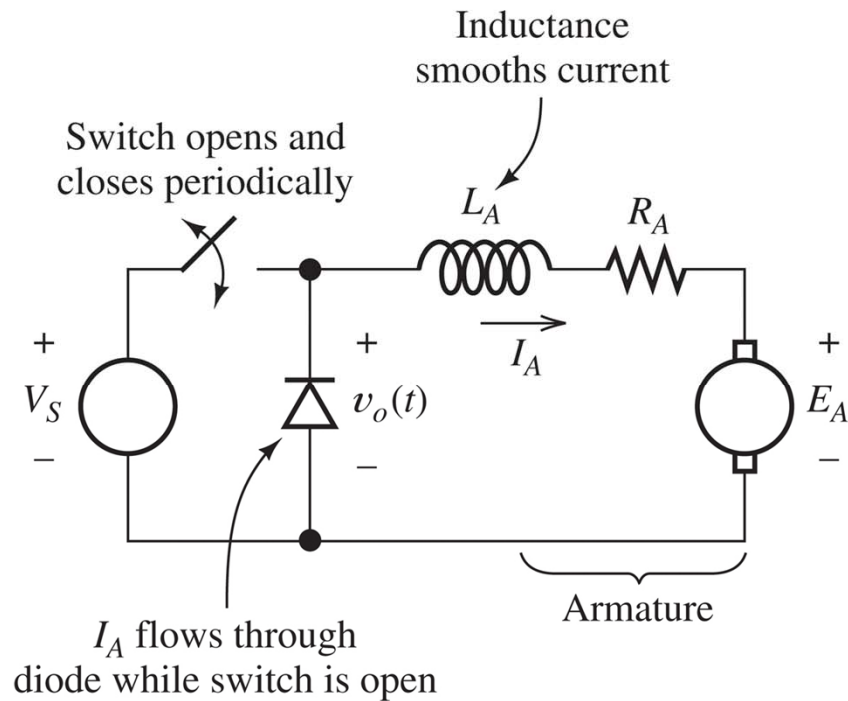 Inductance
smooths current
Switch opens and
closes periodically
L_A
R_A
I_A
+
V_S
−
+
v_o(t)
−
+
E_A
−
Armature
I_A flows through
diode while switch is open